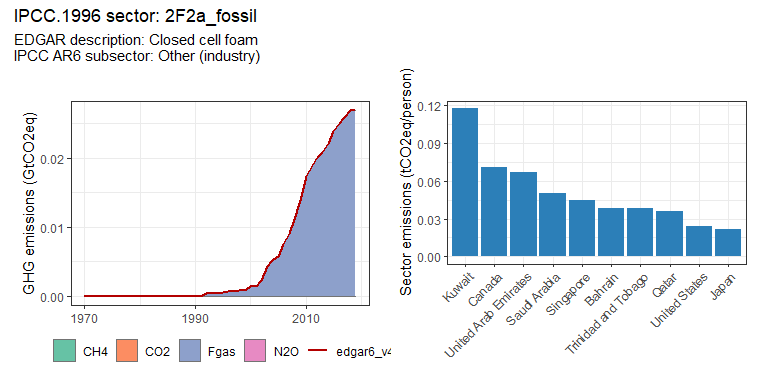 IPCC.1996 sector: 2F2a_fossil
EDGAR description: Closed cell foam
IPCC AR6 subsector: Other (industry)
GHG emissions (GtCO2eq)
0.02
0.01
0.00
1970
1990
2010
CH4
CO2
Fgas
N2O
edgar6_v4
Sector emissions (tCO2eq/person)
0.12
0.09
0.06
0.03
0.00
Kuwait
Canada
United Arab Emirates
Saudi Arabia
Singapore
Bahrain
Trinidad and Tobago
Qatar
United States
Japan